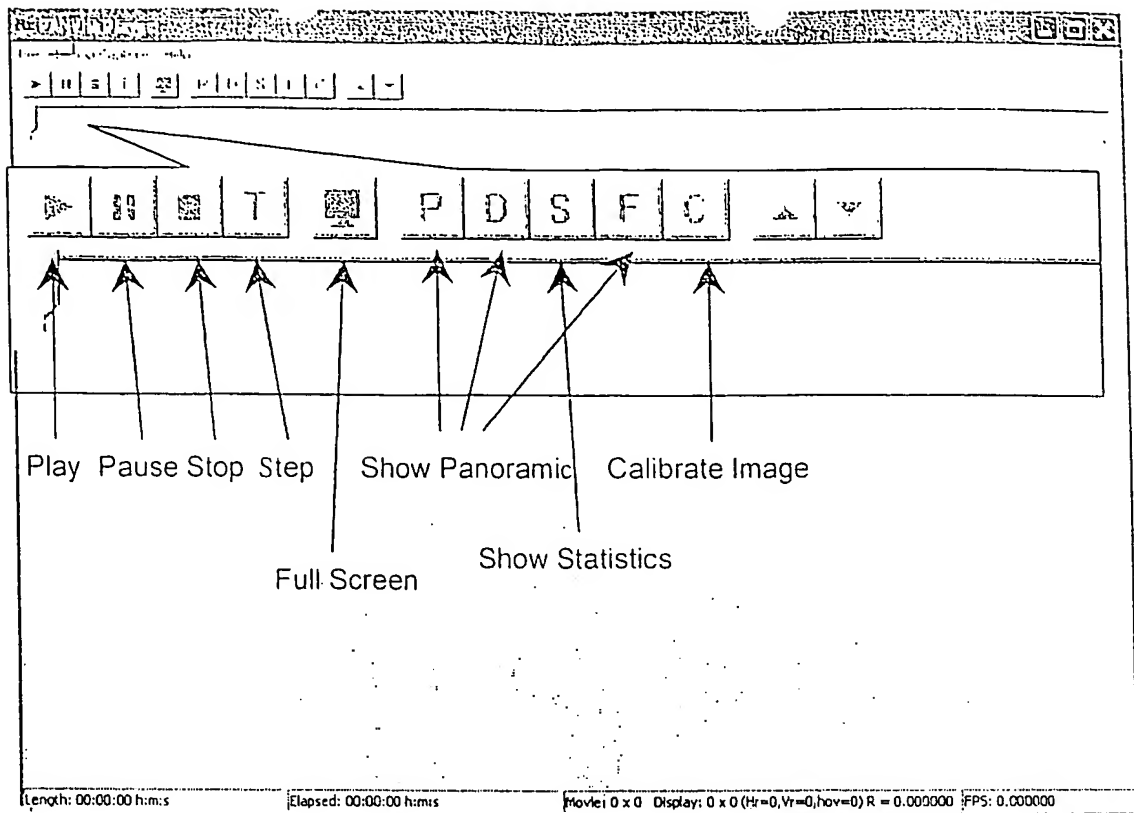 T P D S F C
Play Pause Stop Step Show Panoramic Calibrate Image
Show Statistics
Full Screen
Length: 00:00:00 h:m:s Elapsed: 00:00:00 h:m:s Movie: 0 x 0 Display: 0 x 0 (Hr=0,Vr=0,hov=0) R = 0.000000 FPS: 0.000000